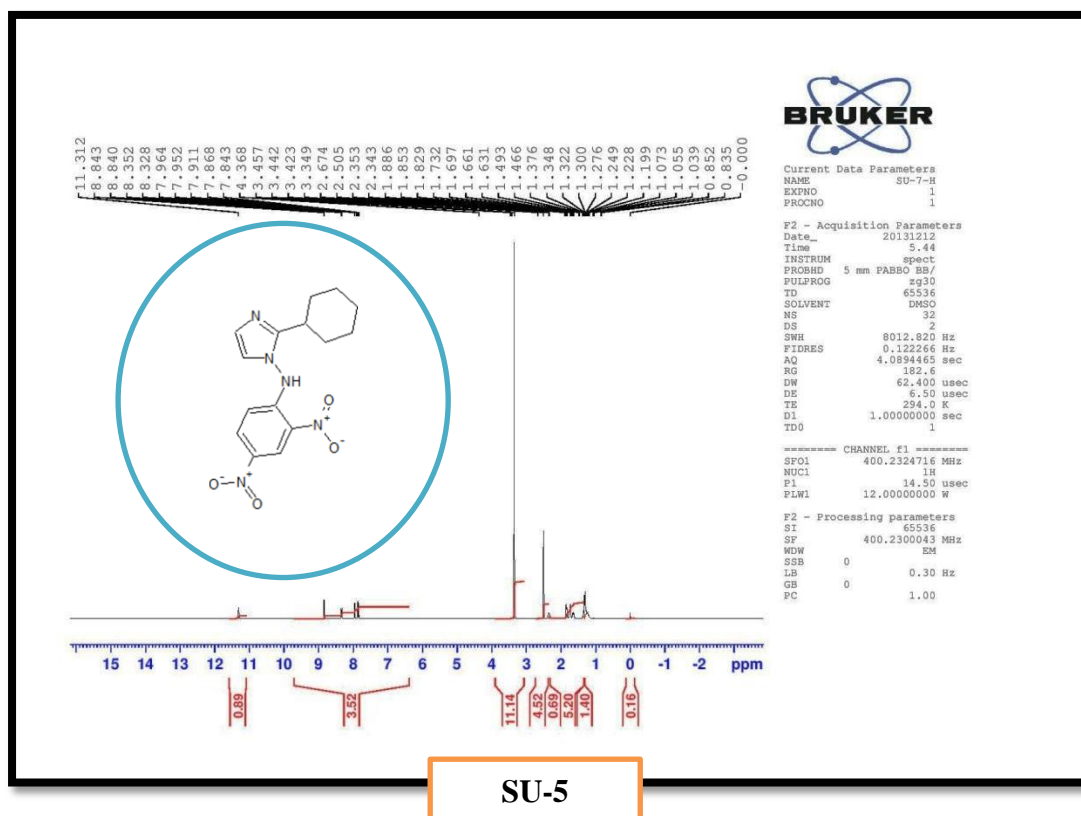 11.312
8.843
8.840
8.352
8.328
7.964
7.952
7.911
7.868
7.843
4.368
3.457
3.442
3.423
3.349
2.674
2.505
2.353
2.343
1.886
1.853
1.829
1.732
1.697
1.661
1.631
1.493
1.466
1.376
1.348
1.322
1.300
1.276
1.249
1.228
1.199
1.073
1.055
1.039
0.852
0.835
-0.000
BRUKER
Current Data Parameters
NAME SU-7-H
EXPNO 1
PROCNO 1
F2 - Acquisition Parameters
Date_ 20131212
Time 5.44
INSTRUM spect
PROBHD 5 mm PABBO BB/
PULPROG zg30
TD 65536
SOLVENT DMSO
NS 32
DS 2
SWH 8012.820 Hz
FIDRES 0.122266 Hz
AQ 4.0894465 sec
RG 182.6
DW 62.400 usec
DE 6.50 usec
TE 294.0 K
D1 1.00000000 sec
TD0 1
======== CHANNEL f1 ========
SFO1 400.2324716 MHz
NUC1 1H
P1 14.50 usec
PLW1 12.00000000 W
F2 - Processing parameters
SI 65536
SF 400.2300043 MHz
WDW EM
SSB 0
LB 0.30 Hz
GB 0
PC 1.00
N
N
NH
O
N+
O-
O-
N+
O
15 14 13 12 11 10 9 8 7 6 5 4 3 2 1 0 -1 -2 ppm
0.89
3.52
11.14
4.52
0.69
5.20
1.40
0.16
SU-5